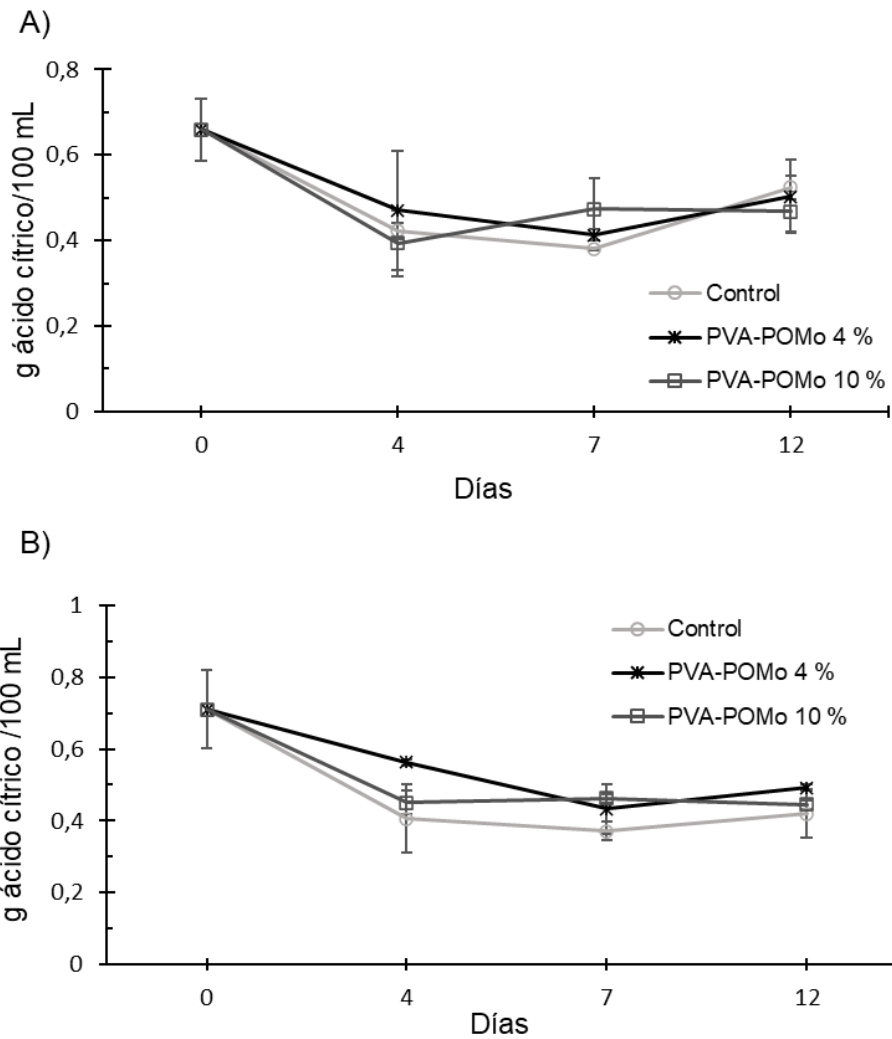 A)
g ácido cítrico/100 mL
0,8
0,6
0,4
0,2
0
0 4 7 12
Días
Control
PVA-POMo 4 %
PVA-POMo 10 %
B)
g ácido cítrico /100 mL
1
0,8
0,6
0,4
0,2
0
0 4 7 12
Días
Control
PVA-POMo 4 %
PVA-POMo 10 %